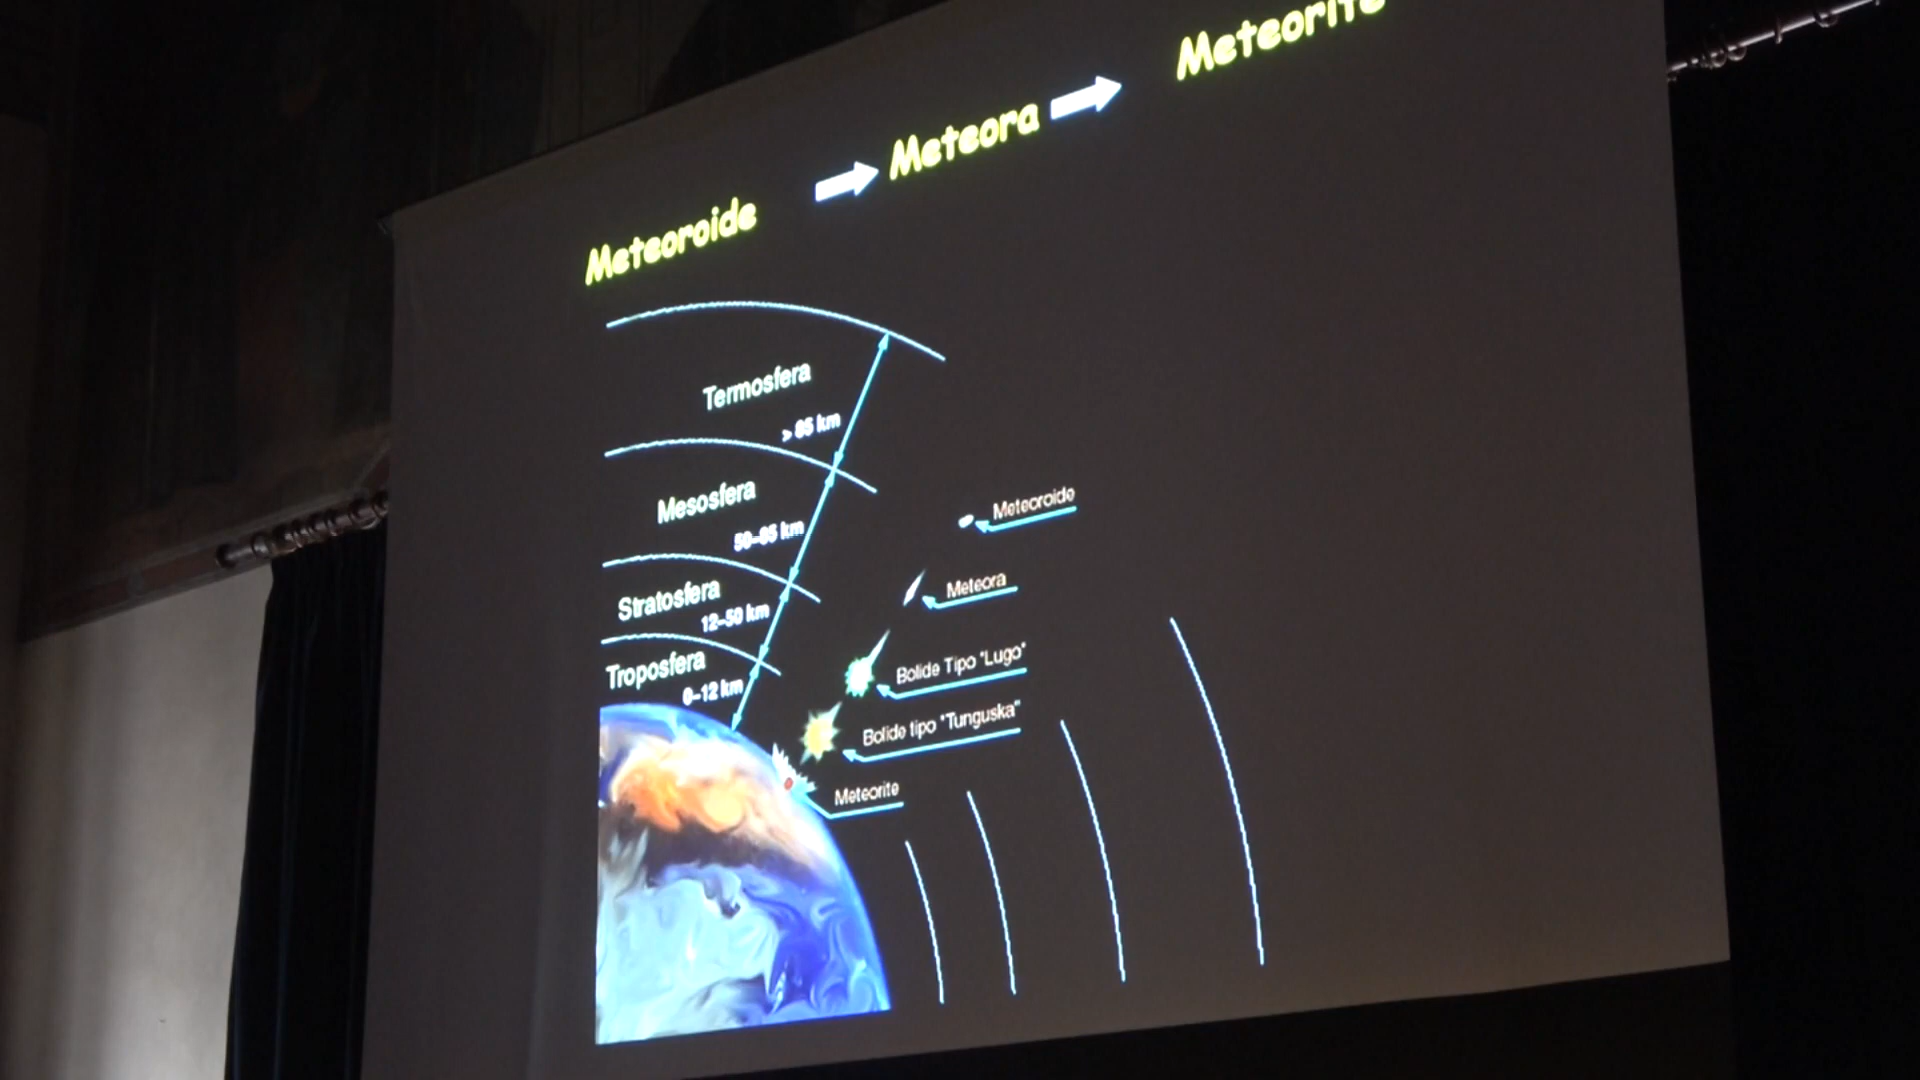 Meteorite
Meteora
Meteoroide
Termosfera
> 85 km
Mesosfera
50–85 km
Stratosfera
12–50 km
Troposfera
0–12 km
Meteoroide
Meteora
Bolide Tipo "Lugo"
Bolide tipo "Tunguska"
Meteorite